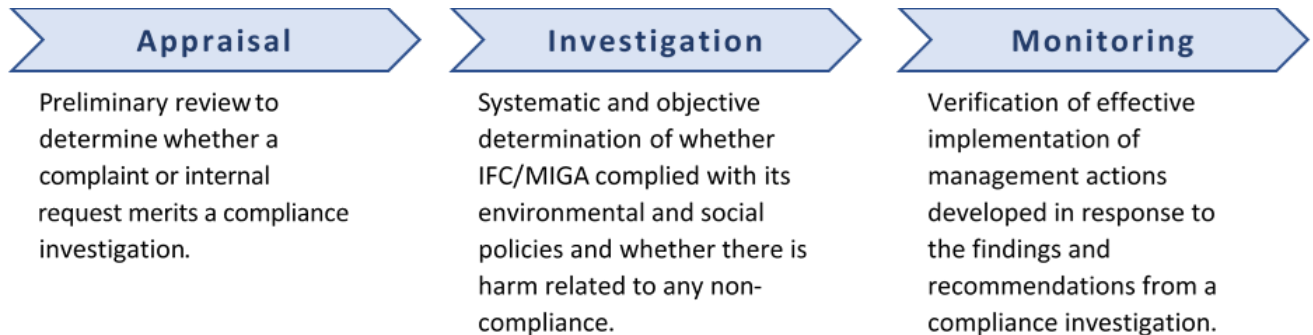 Appraisal
Preliminary review to
determine whether a
complaint or internal
request merits a compliance
investigation.
Investigation
Systematic and objective
determination of whether
IFC/MIGA complied with its
environmental and social
policies and whether there is
harm related to any non-
compliance.
Monitoring
Verification of effective
implementation of
management actions
developed in response to
the findings and
recommendations from a
compliance investigation.